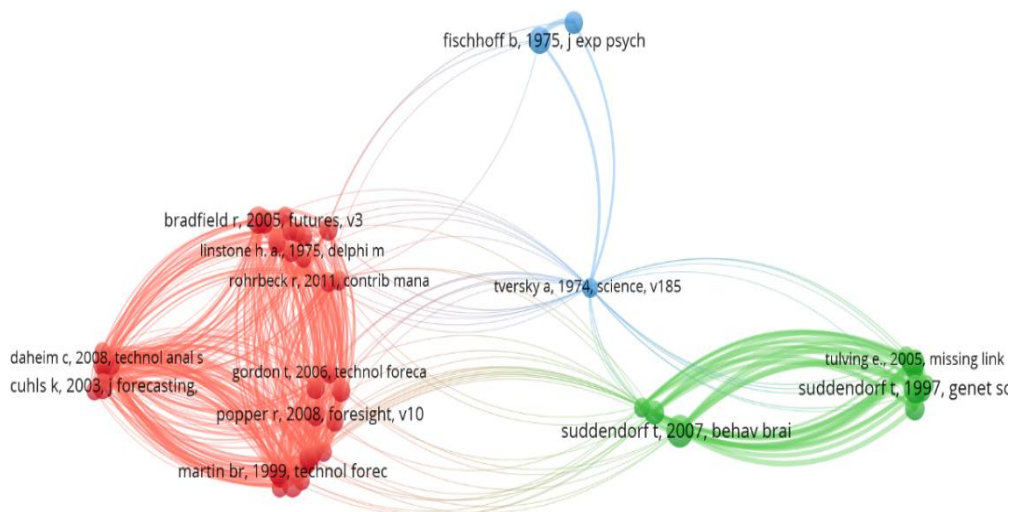 fischhoff b, 1975, j exp psych
bradfield r, 2005, futures, v3
linstone h. a., 1975, delphi m
rohrbeck r, 2011, contrib mana
tversky a, 1974, science, v185
daheim c, 2008, technol anal s
cuhls k, 2003, j forecasting,
gordon t, 2006, technol foreca
popper r, 2008, foresight, v10
martin br, 1999, technol forec
tulving e., 2005, missing link
suddendorf t, 1997, genet sc
suddendorf t, 2007, behav brai